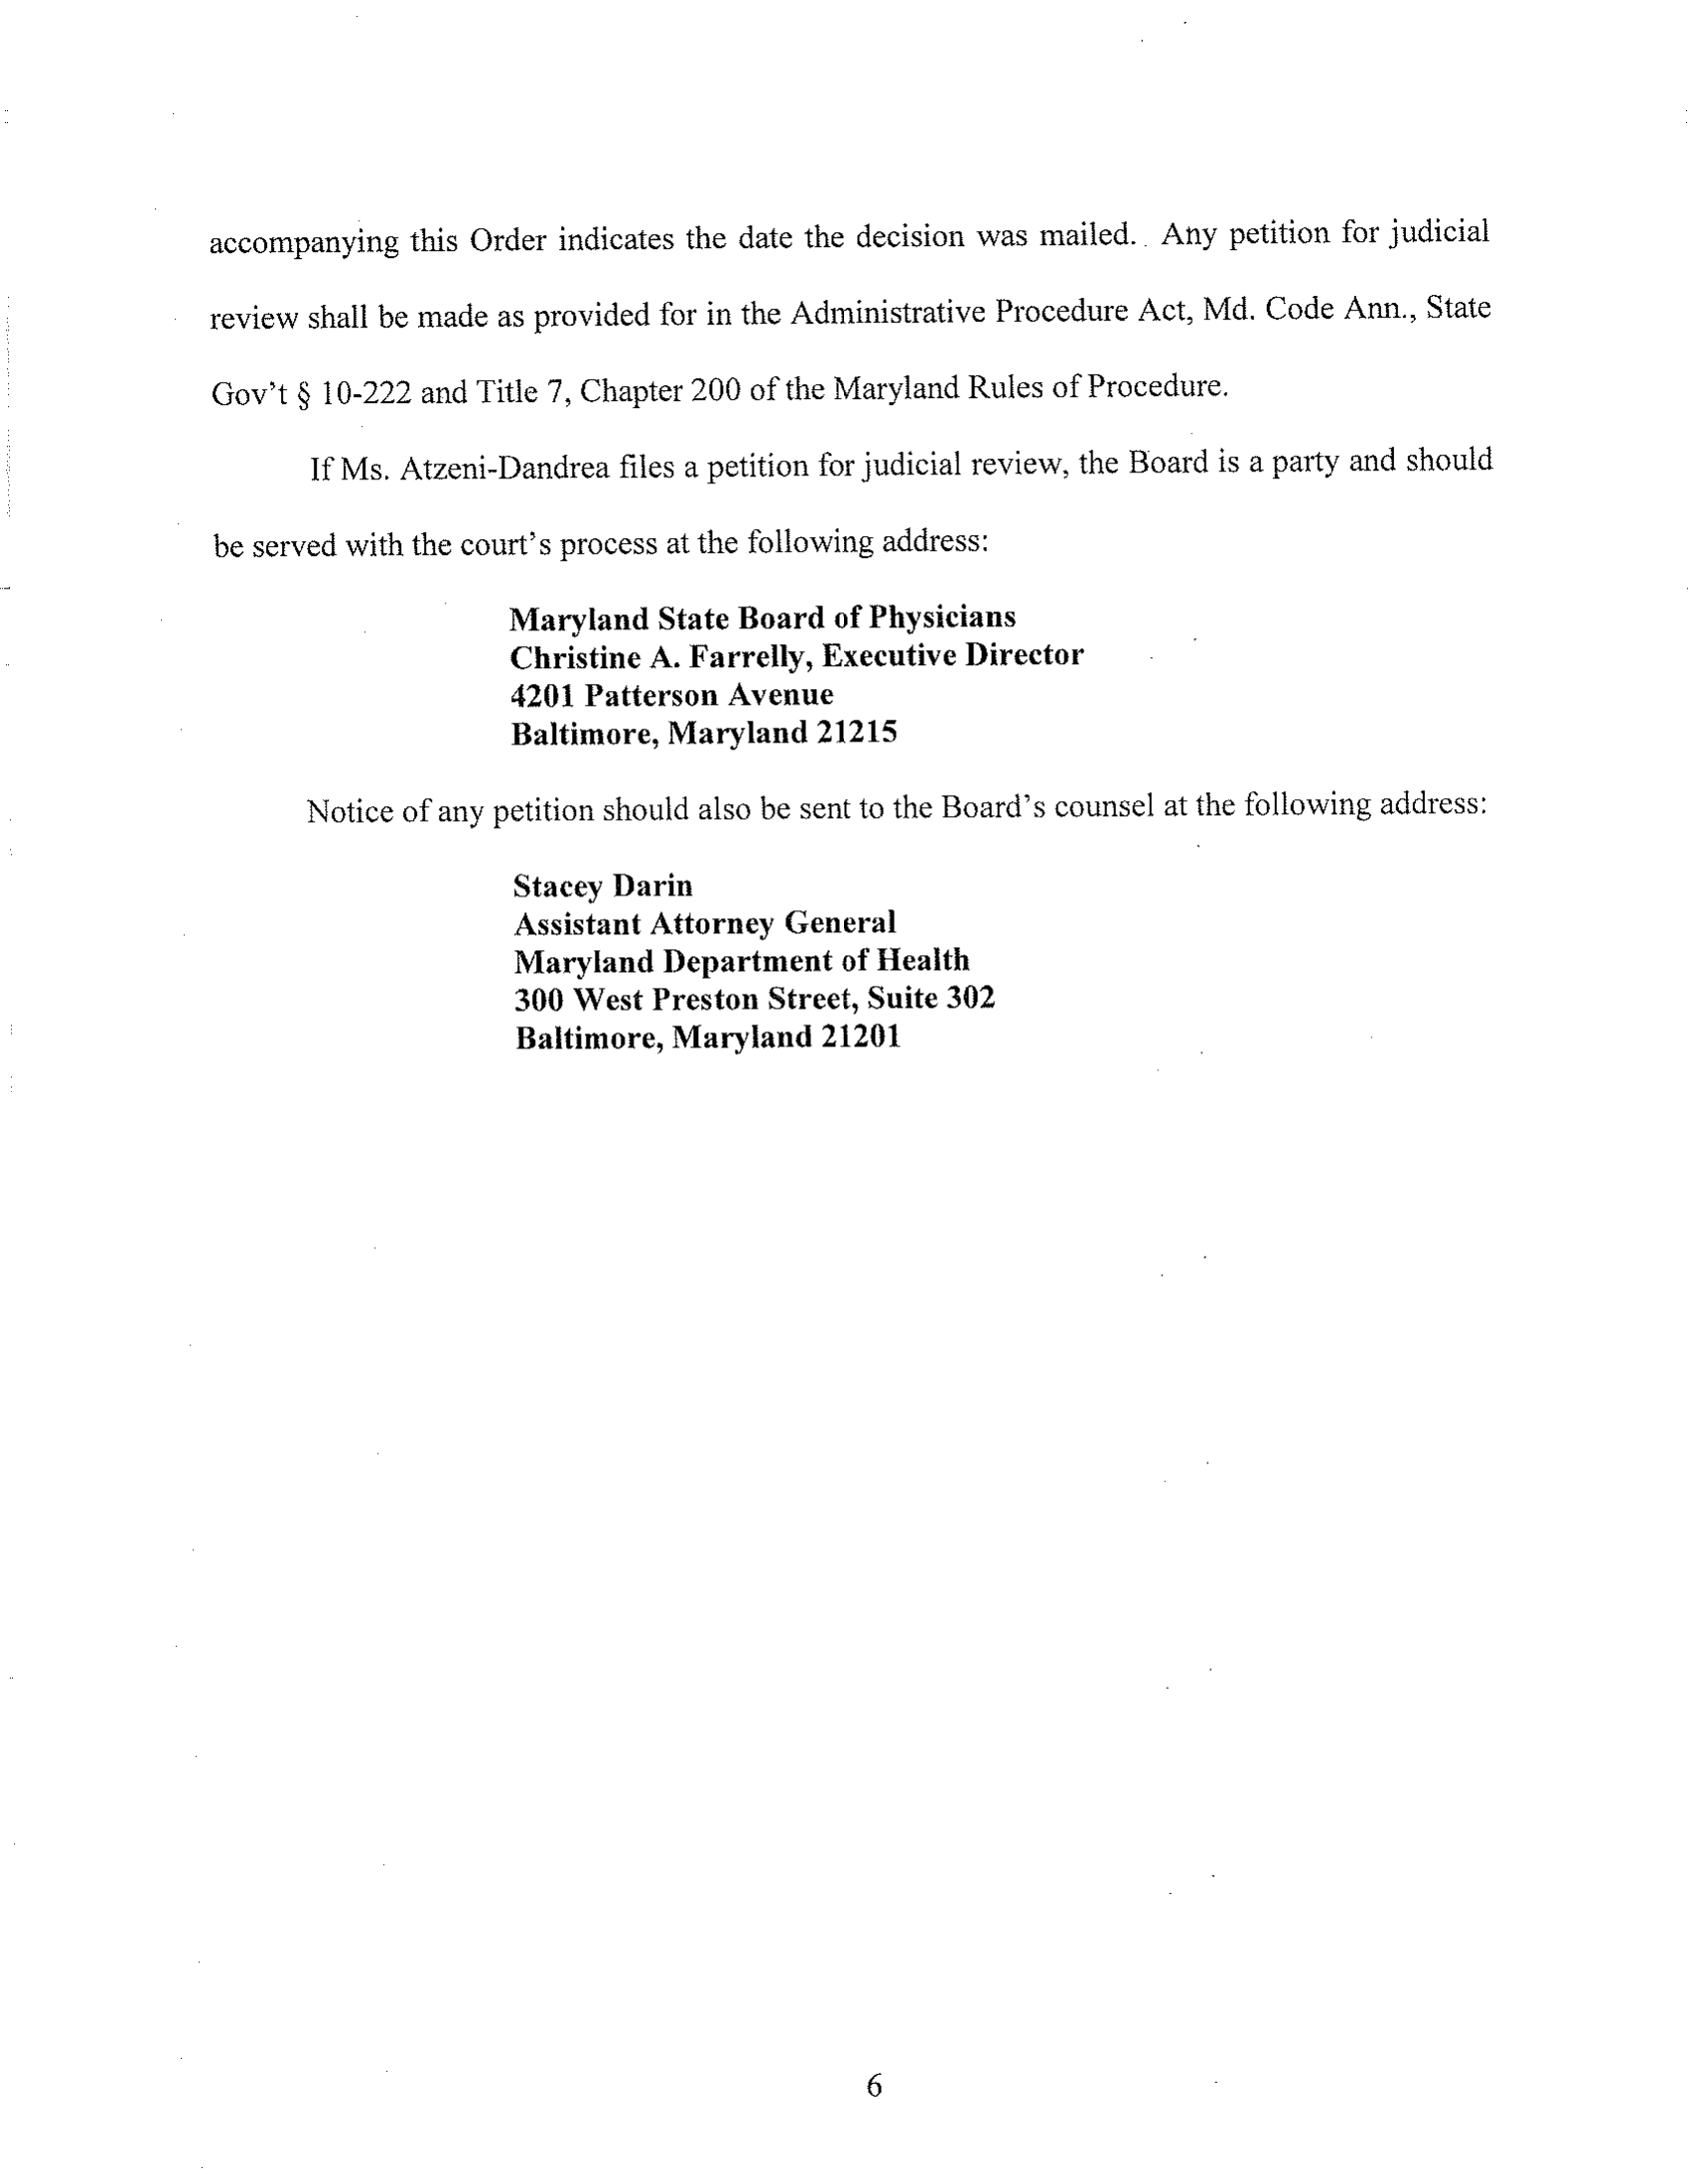 accompanying this Order indicates the date the decision was mailed. Any petition for judicial
review shall be made as provided for in the Administrative Procedure Act, Md. Code Ann., State
Gov't § 10-222 and Title 7, Chapter 200 of the Maryland Rules of Procedure.
If Ms. Atzeni-Dandrea files a petition for judicial review, the Board is a party and should
be served with the court's process at the following address:
Maryland State Board of Physicians
Christine A. Farrelly, Executive Director
4201 Patterson Avenue
Baltimore, Maryland 21215
Notice of any petition should also be sent to the Board's counsel at the following address:
Stacey Darin
Assistant Attorney General
Maryland Department of Health
300 West Preston Street, Suite 302
Baltimore, Maryland 21201
6